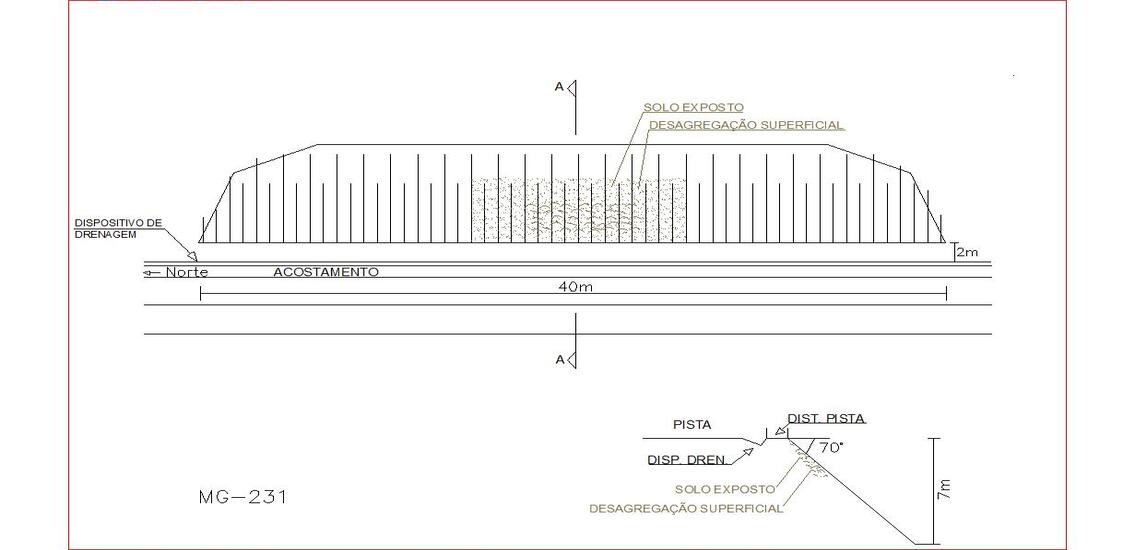 A
SOLO EXPOSTO
DESAGREGAÇÃO SUPERFICIAL
DISPOSITIVO DE
DRENAGEM
2m
Norte
ACOSTAMENTO
40m
A
DIST. PISTA
PISTA
70°
DISP. DREN.
SOLO EXPOSTO
7m
MG-231
DESAGREGAÇÃO SUPERFICIAL